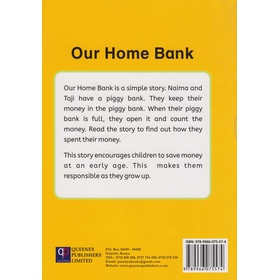 Our Home Bank
Our Home Bank is a simple story. Naima and
Taji have a piggy bank. They keep their
money in the piggy bank. When their piggy
bank is full, they open it and count the
money. Read the story to find out how they
spent their money.
This story encourages children to save money
at an early age. This makes them
responsible as they grow up.
QUEENEX
PUBLISHERS
LIMITED
Nairobi, Kenya
ISBN: 978-9966-075-57-4
9789966075574